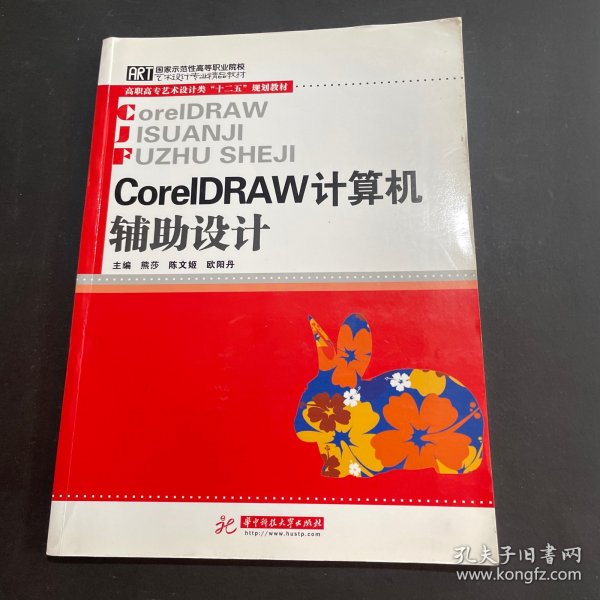 ART 国家示范性高等职业院校
艺术设计专业精品教材
高职高专艺术设计类“十二五”规划教材
CorelDRAW
JISUANJI
FUZHU SHEJI
CorelDRAW计算机
辅助设计
主编 熊莎 陈文姬 欧阳丹
华中科技大学出版社
http://www.hustp.com
孔夫子旧书网
www.kongfz.com